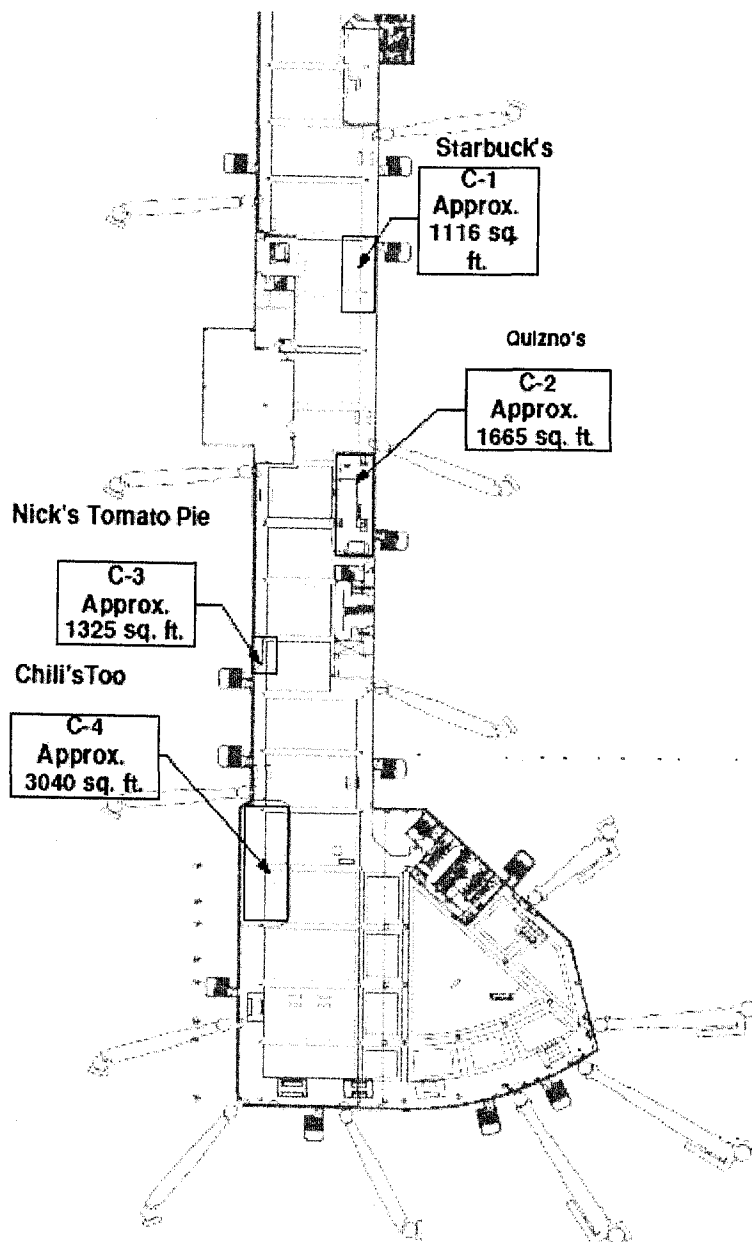 Starbuck's
C-1
Approx.
1116 sq.
ft.
Quizno's
C-2
Approx.
1665 sq. ft.
Nick's Tomato Pie
C-3
Approx.
1325 sq. ft.
Chili'sToo
C-4
Approx.
3040 sq. ft.